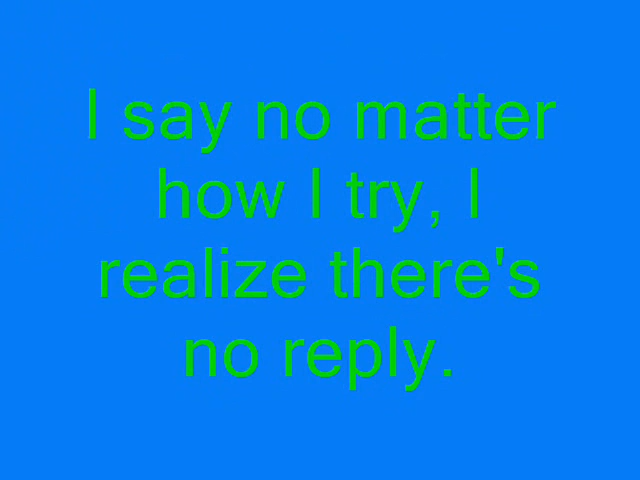 I say no matter
how I try, I
realize there's
no reply.